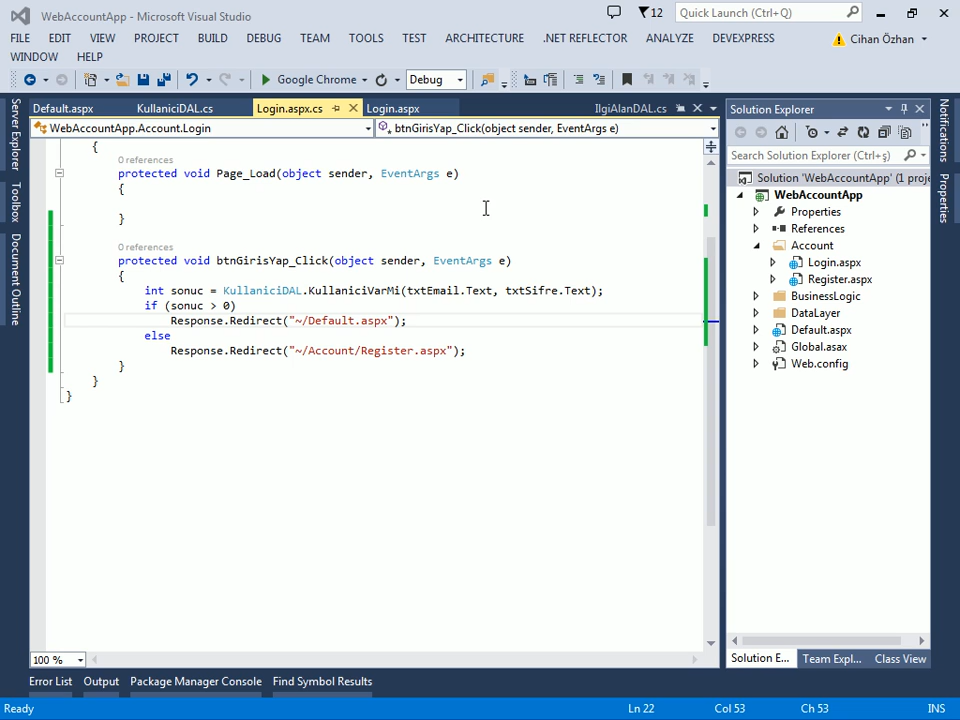 WebAccountApp - Microsoft Visual Studio
12
Quick Launch (Ctrl+Q)
FILE EDIT VIEW PROJECT BUILD DEBUG TEAM TOOLS TEST ARCHITECTURE .NET REFLECTOR ANALYZE DEVEXPRESS
Cihan Özhan
WINDOW HELP
Google Chrome
Debug
Default.aspx KullaniciDAL.cs Login.aspx.cs Login.aspx IlgiAlanDAL.cs
WebAccountApp.Account.Login
btnGirisYap_Click(object sender, EventArgs e)
Server Explorer
Toolbox
Document Outline
{
0 references
protected void Page_Load(object sender, EventArgs e)
{
}
0 references
protected void btnGirisYap_Click(object sender, EventArgs e)
{
int sonuc = KullaniciDAL.KullaniciVarMi(txtEmail.Text, txtSifre.Text);
if (sonuc > 0)
Response.Redirect("~/Default.aspx");
else
Response.Redirect("~/Account/Register.aspx");
}
}
}
100 %
Solution Explorer
Search Solution Explorer (Ctrl+ş)
Solution 'WebAccountApp' (1 proje
WebAccountApp
Properties
References
Account
Login.aspx
Register.aspx
BusinessLogic
DataLayer
Default.aspx
Global.asax
Web.config
Solution E... Team Expl... Class View
Notifications
Properties
Error List Output Package Manager Console Find Symbol Results
Ready
Ln 22 Col 53 Ch 53 INS